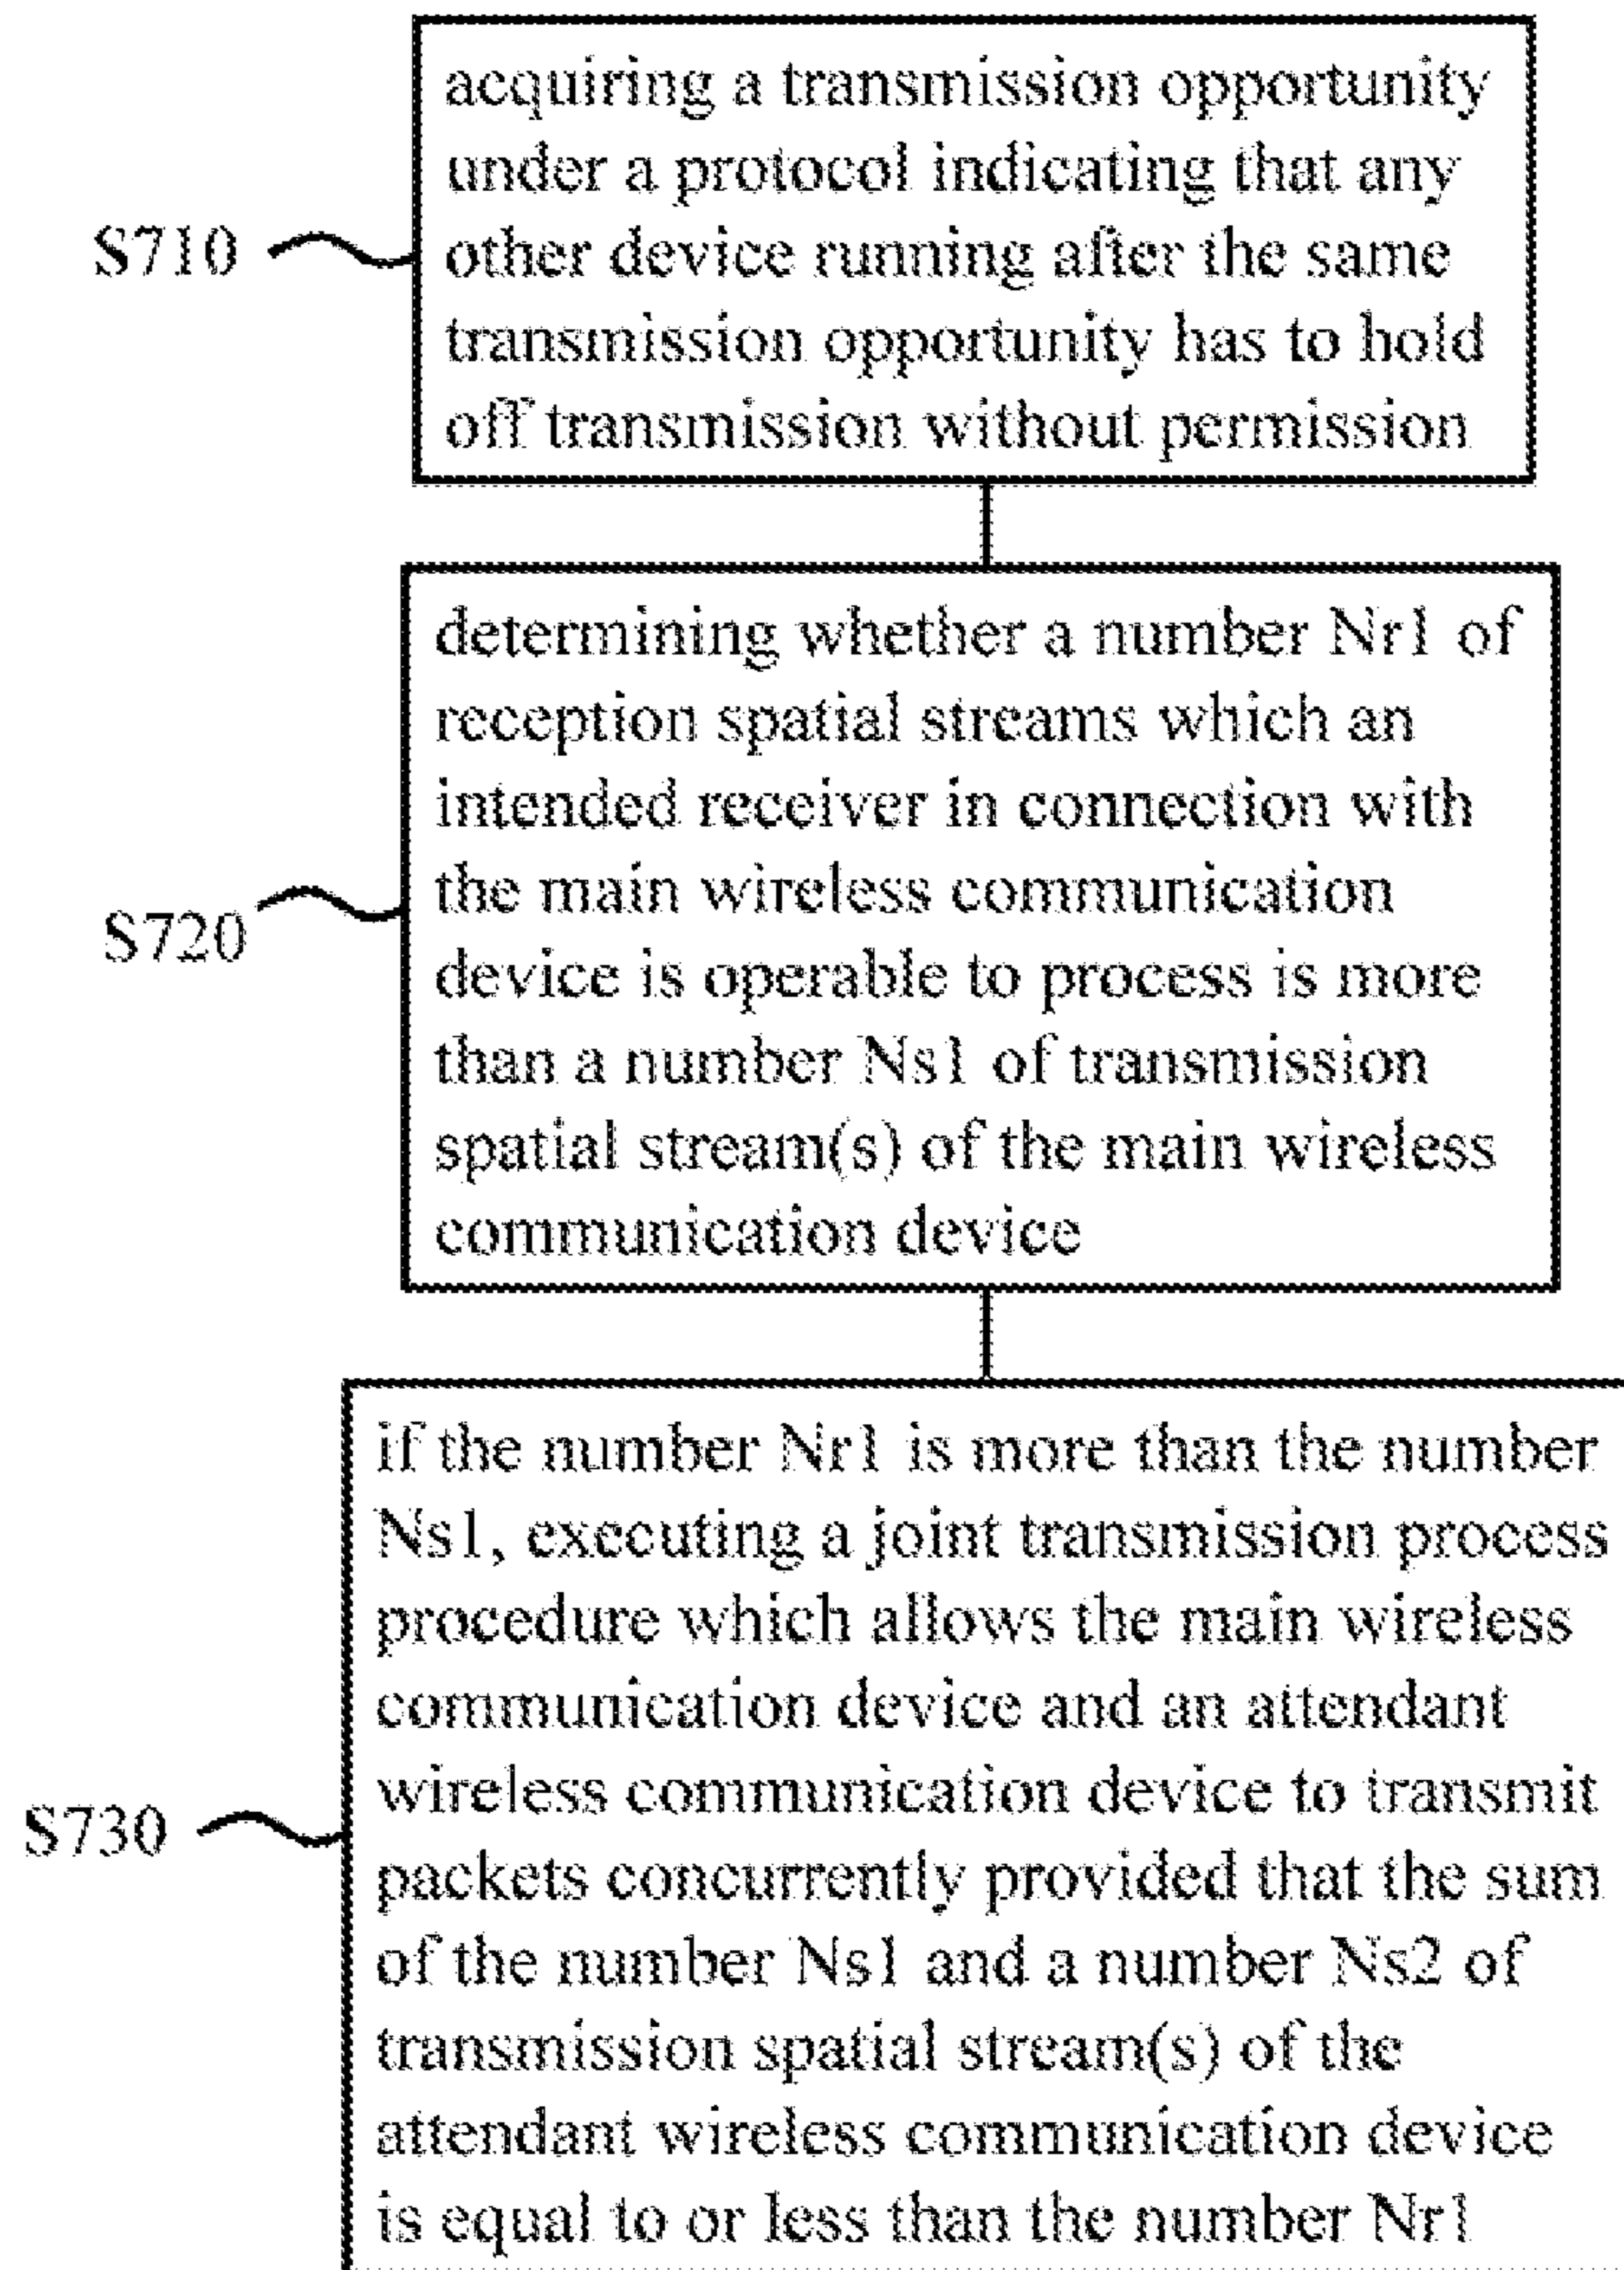 acquiring a transmission opportunity
under a protocol indicating that any
S710
other device running after the same
transmission opportunity has to hold
off transmission without permission
determining whether a number Nr1 of
reception spatial streams which an
intended receiver in connection with
the main wireless communication
S720
device is operable to process is more
than a number Ns1 of transmission
spatial stream(s) of the main wireless
communication device
if the number Nr1 is more than the number
Ns1, executing a joint transmission process
procedure which allows the main wireless
communication device and an attendant
wireless communication device to transmit
S730
packets concurrently provided that the sum
of the number Ns1 and a number Ns2 of
transmission spatial stream(s) of the
attendant wireless communication device
is equal to or less than the number Nr1